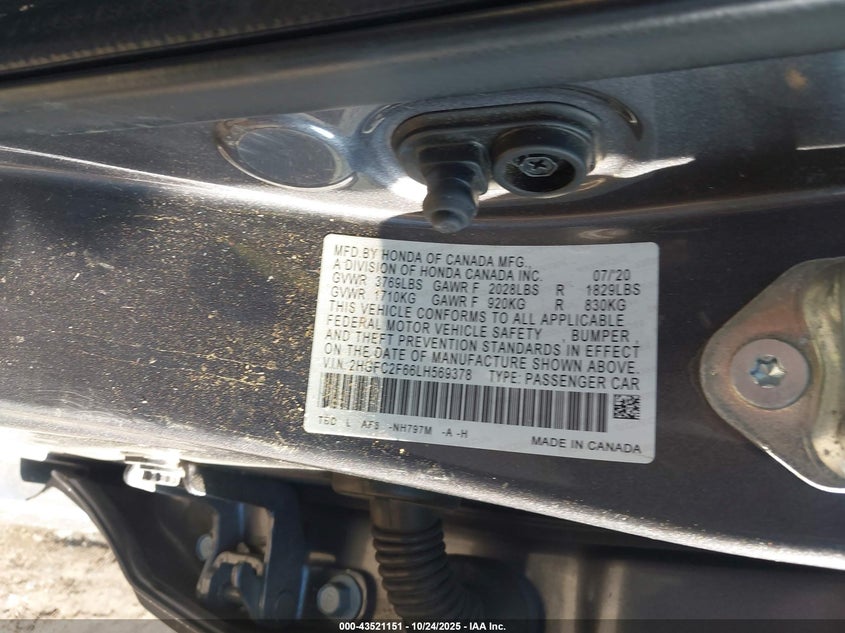 MFD.BY HONDA OF CANADA MFG.,
A DIVISION OF HONDA CANADA INC. 07/'20
GVWR 3769LBS GAWR F 2028LBS R 1829LBS
GVWR 1710KG GAWR F 920KG R 830KG
THIS VEHICLE CONFORMS TO ALL APPLICABLE
FEDERAL MOTOR VEHICLE SAFETY , BUMPER ,
AND THEFT PREVENTION STANDARDS IN EFFECT
ON THE DATE OF MANUFACTURE SHOWN ABOVE.
V.I.N.: 2HGFC2F66LH569378 TYPE: PASSENGER CAR
L -NH797M -A -H
MADE IN CANADA
000-43521151 | 10/24/2025 - IAA Inc.